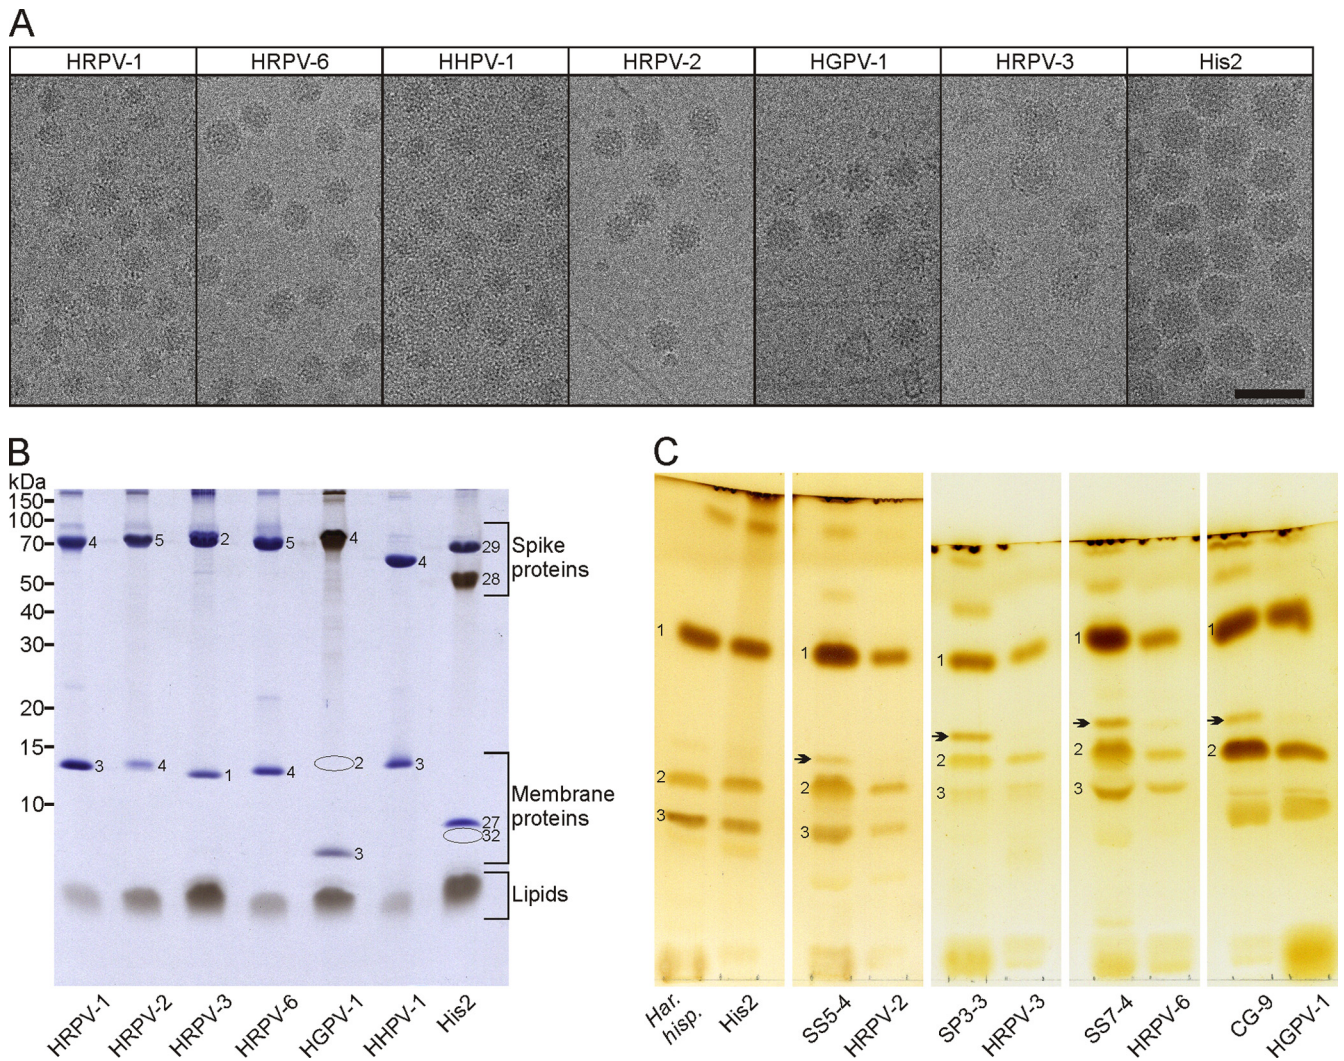 A
HRPV-1 HRPV-6 HHPV-1 HRPV-2 HGPV-1 HRPV-3 His2
B
kDa
150
100
70
50
40
30
20
15
10
4 5 2 5 4 4 29
28
3 4 1 4 2 3 27
32
3
Spike
proteins
Membrane
proteins
Lipids
HRPV-1 HRPV-2 HRPV-3 HRPV-6 HGPV-1 HHPV-1 His2
C
1 1 1 1 1
2 2 2 2 2
3 3 3 3
Har.
hisp. His2 SS5-4 HRPV-2 SP3-3 HRPV-3 SS7-4 HRPV-6 CG-9 HGPV-1